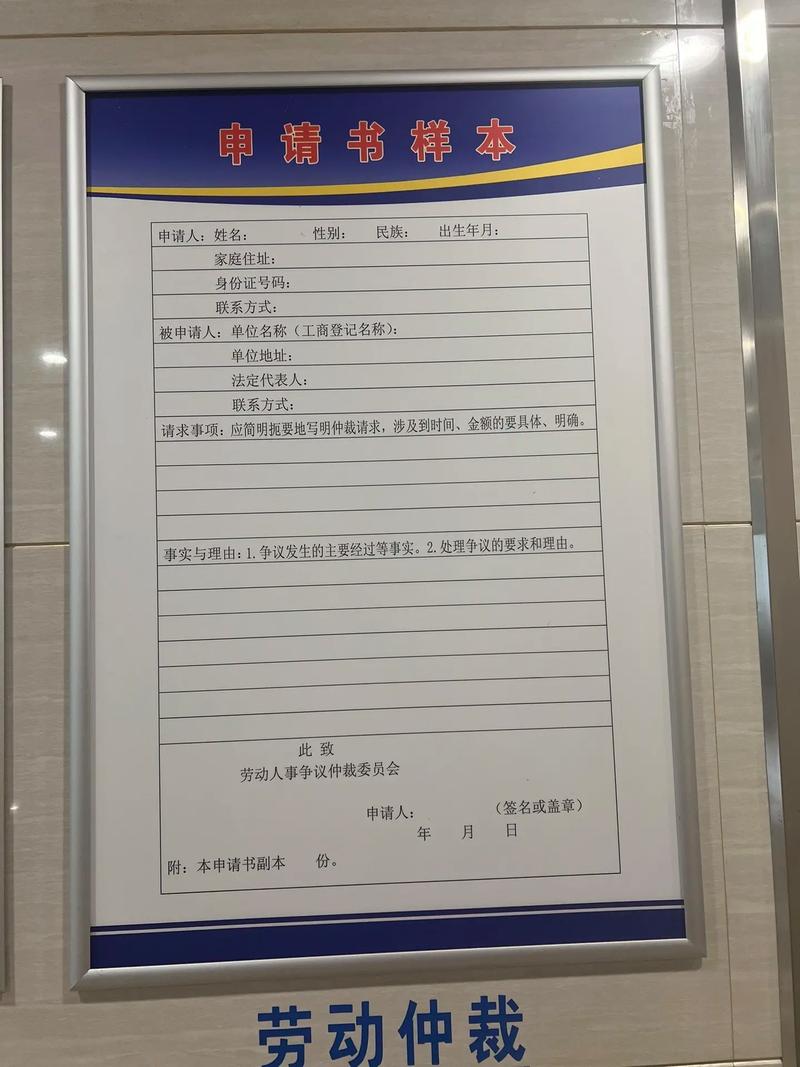 申请书样本
申请人：姓名： 性别： 民族： 出生年月：
家庭住址：
身份证号码：
联系方式：
被申请人：单位名称（工商登记名称）：
单位地址：
法定代表人：
联系方式：
请求事项：应简明扼要地写明仲裁请求，涉及到时间、金额的要具体、明确。
事实与理由：1.争议发生的主要经过等事实。2.处理争议的要求和理由。
此 致
劳动人事争议仲裁委员会
申请人： （签名或盖章）
年 月 日
附：本申请书副本 份。
劳动仲裁